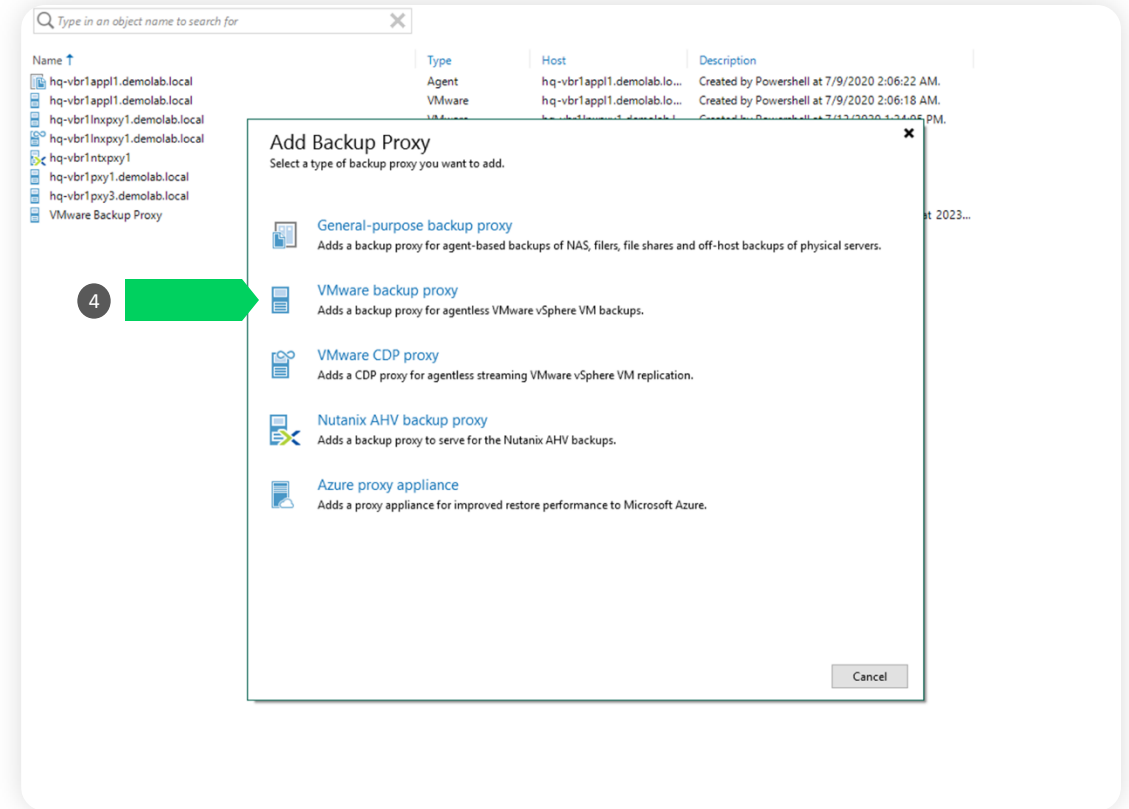 Type in an object name to search for
Name Type Host Description
hq-vbr1appl1.demolab.local Agent hq-vbr1appl1.demolab.lo... Created by Powershell at 7/9/2020 2:06:22 AM.
hq-vbr1appl1.demolab.local VMware hq-vbr1appl1.demolab.lo... Created by Powershell at 7/9/2020 2:06:18 AM.
hq-vbr1lnxpxy1.demolab.local PM.
hq-vbr1lnxpxy1.demolab.local
hq-vbr1ntxpxy1
hq-vbr1pxy1.demolab.local
hq-vbr1pxy3.demolab.local
VMware Backup Proxy at 2023...
Add Backup Proxy
Select a type of backup proxy you want to add.
General-purpose backup proxy
Adds a backup proxy for agent-based backups of NAS, filers, file shares and off-host backups of physical servers.
4
VMware backup proxy
Adds a backup proxy for agentless VMware vSphere VM backups.
VMware CDP proxy
Adds a CDP proxy for agentless streaming VMware vSphere VM replication.
Nutanix AHV backup proxy
Adds a backup proxy to serve for the Nutanix AHV backups.
Azure proxy appliance
Adds a proxy appliance for improved restore performance to Microsoft Azure.
Cancel